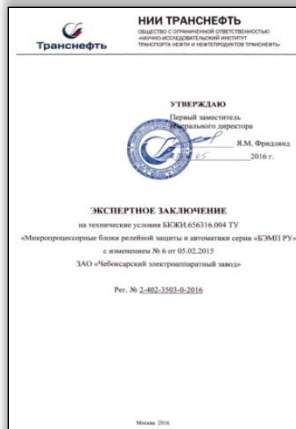 Транснефть
НИИ ТРАНСНЕФТЬ
ОБЩЕСТВО С ОГРАНИЧЕННОЙ ОТВЕТСТВЕННОСТЬЮ
«НАУЧНО-ИССЛЕДОВАТЕЛЬСКИЙ ИНСТИТУТ
ТРАНСПОРТА НЕФТИ И НЕФТЕПРОДУКТОВ ТРАНСНЕФТЬ»
УТВЕРЖДАЮ
Первый заместитель
генерального директора
Я.М. Фридлянд
05 2016 г.
ЭКСПЕРТНОЕ ЗАКЛЮЧЕНИЕ
на технические условия БКЖИ.656316.004 ТУ
«Микропроцессорные блоки релейной защиты и автоматики серии «БЭМП РУ»
с изменением № 6 от 05.02.2015
ЗАО «Чебоксарский электроаппаратный завод»
Рег. № 2-402-3503-0-2016
Москва 2016